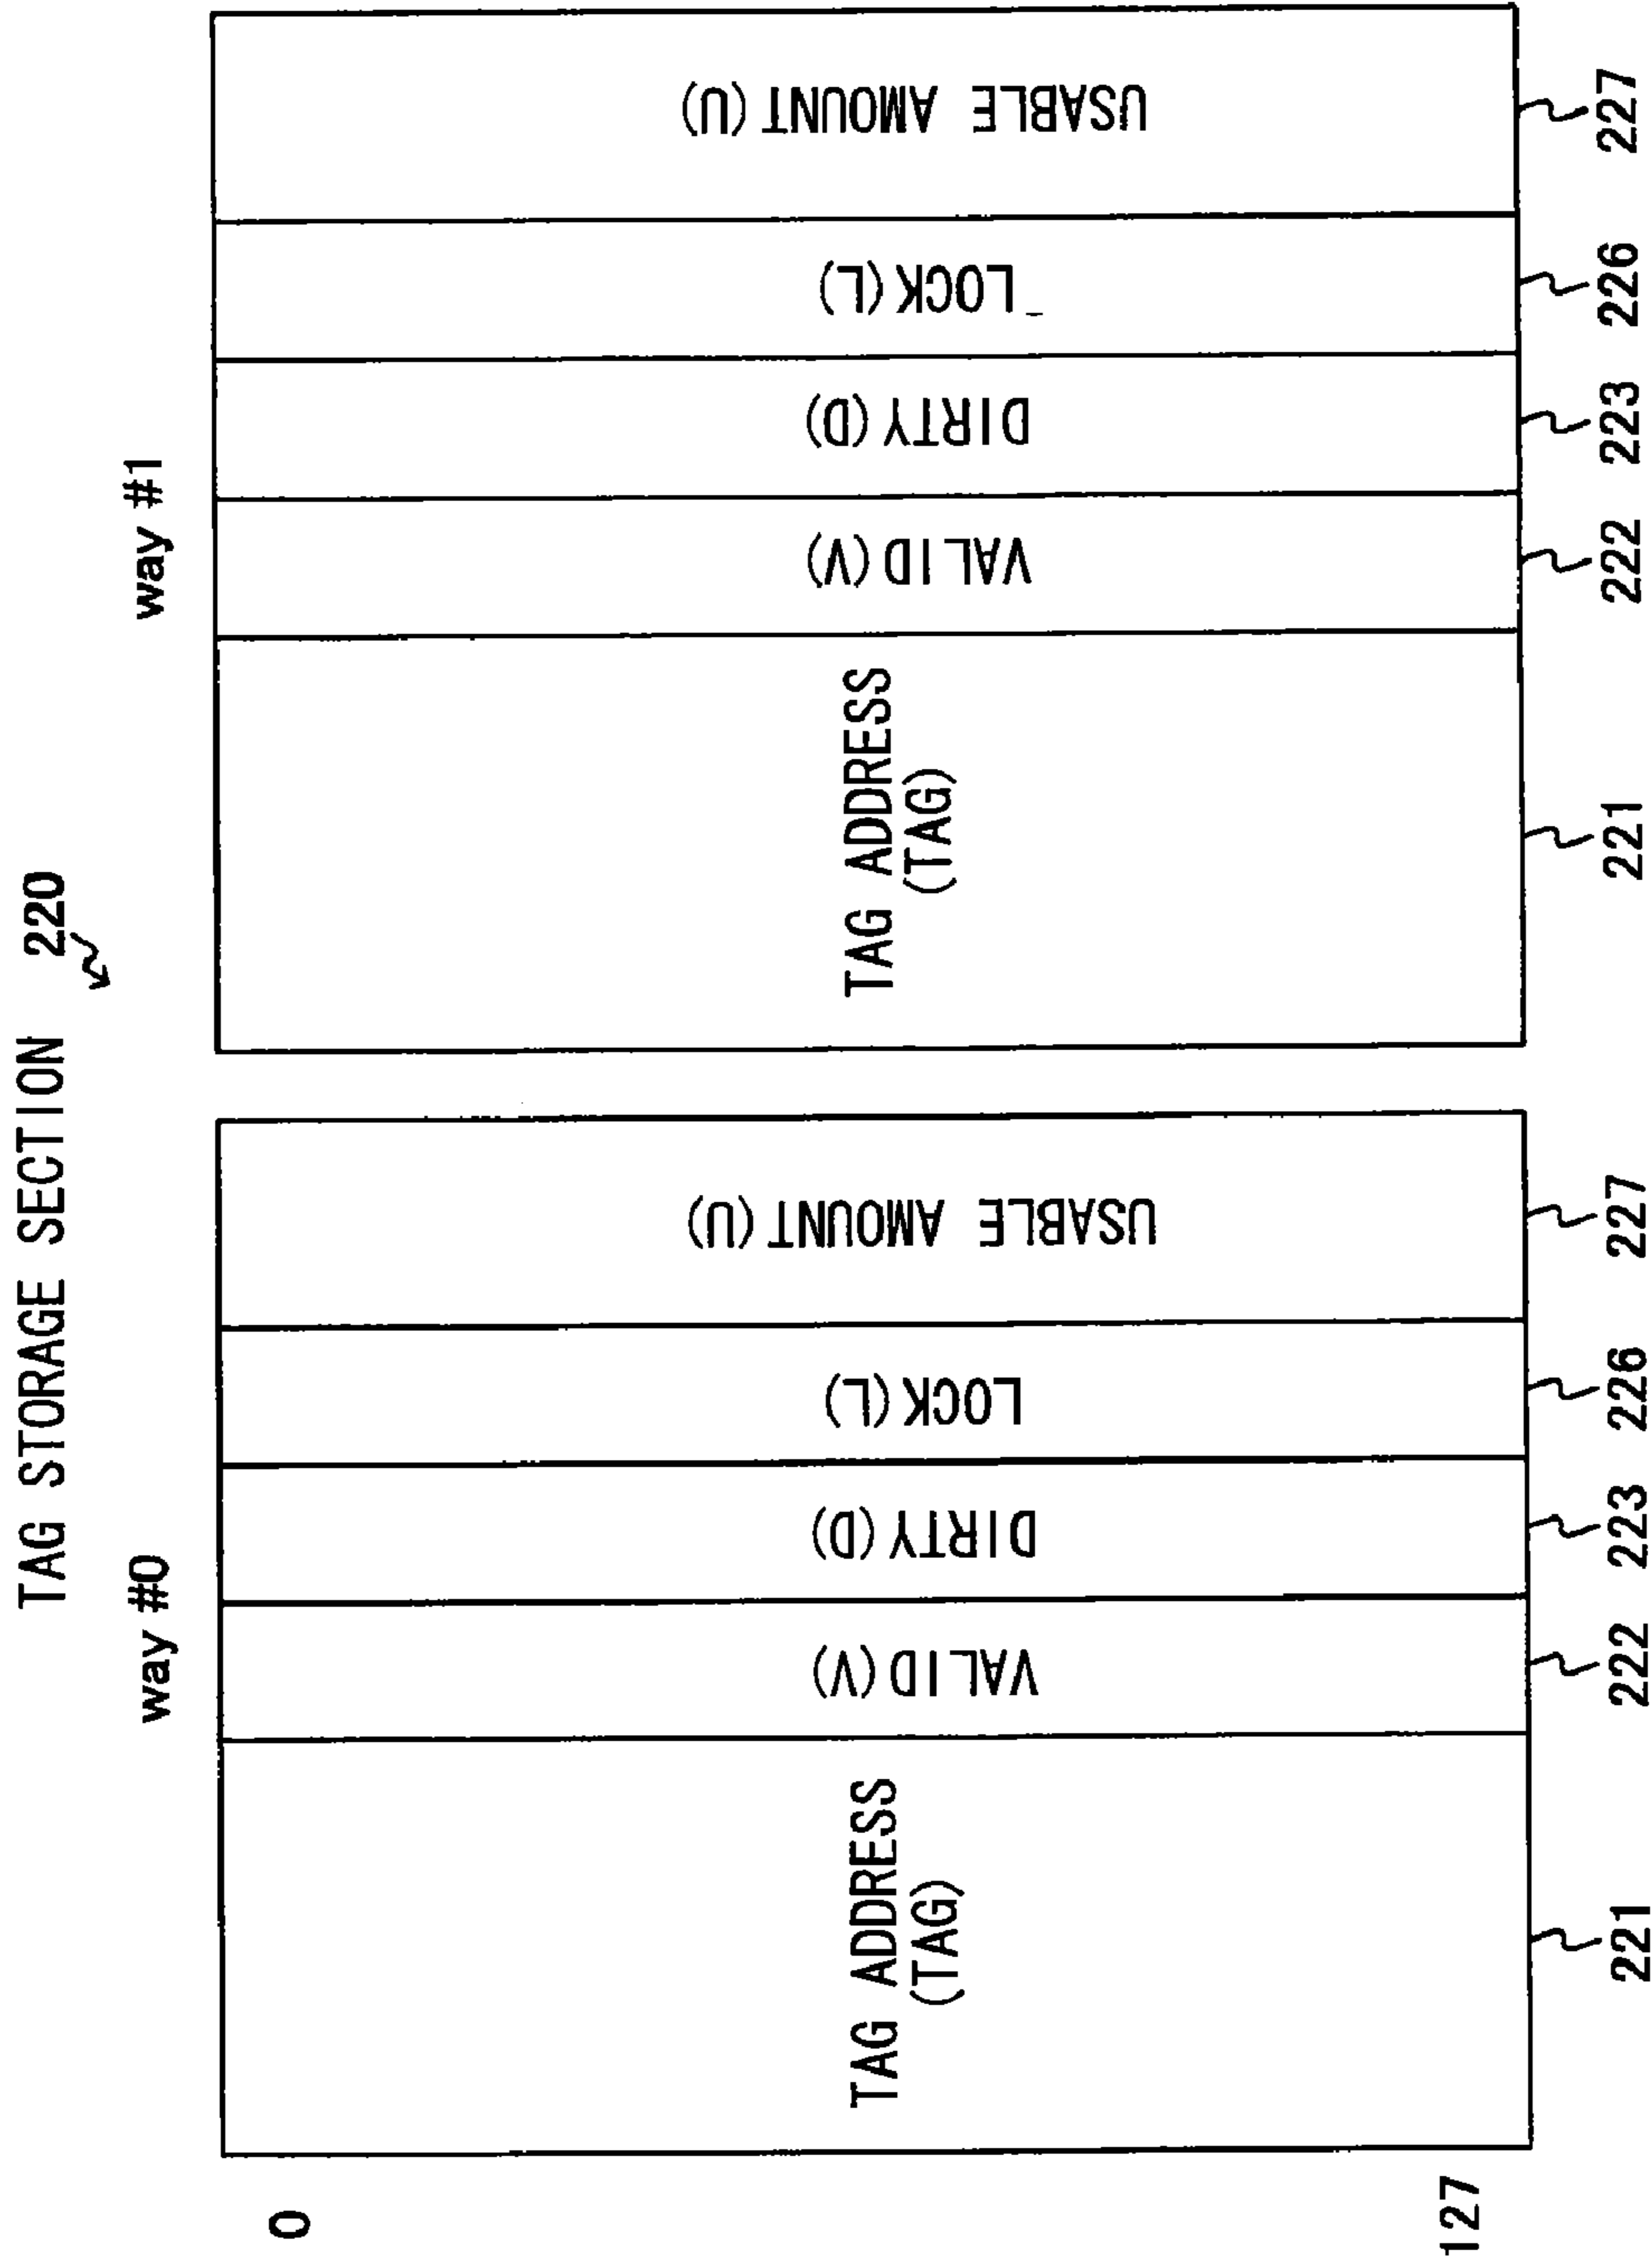 TAG STORAGE SECTION 220
way #0
way #1
0
127
TAG ADDRESS
(TAG)
VALID(V)
DIRTY(D)
LOCK(L)
USABLE AMOUNT(U)
TAG ADDRESS
(TAG)
VALID(V)
DIRTY(D)
LOCK(L)
USABLE AMOUNT(U)
221
222
223
226
227
221
222
223
226
227